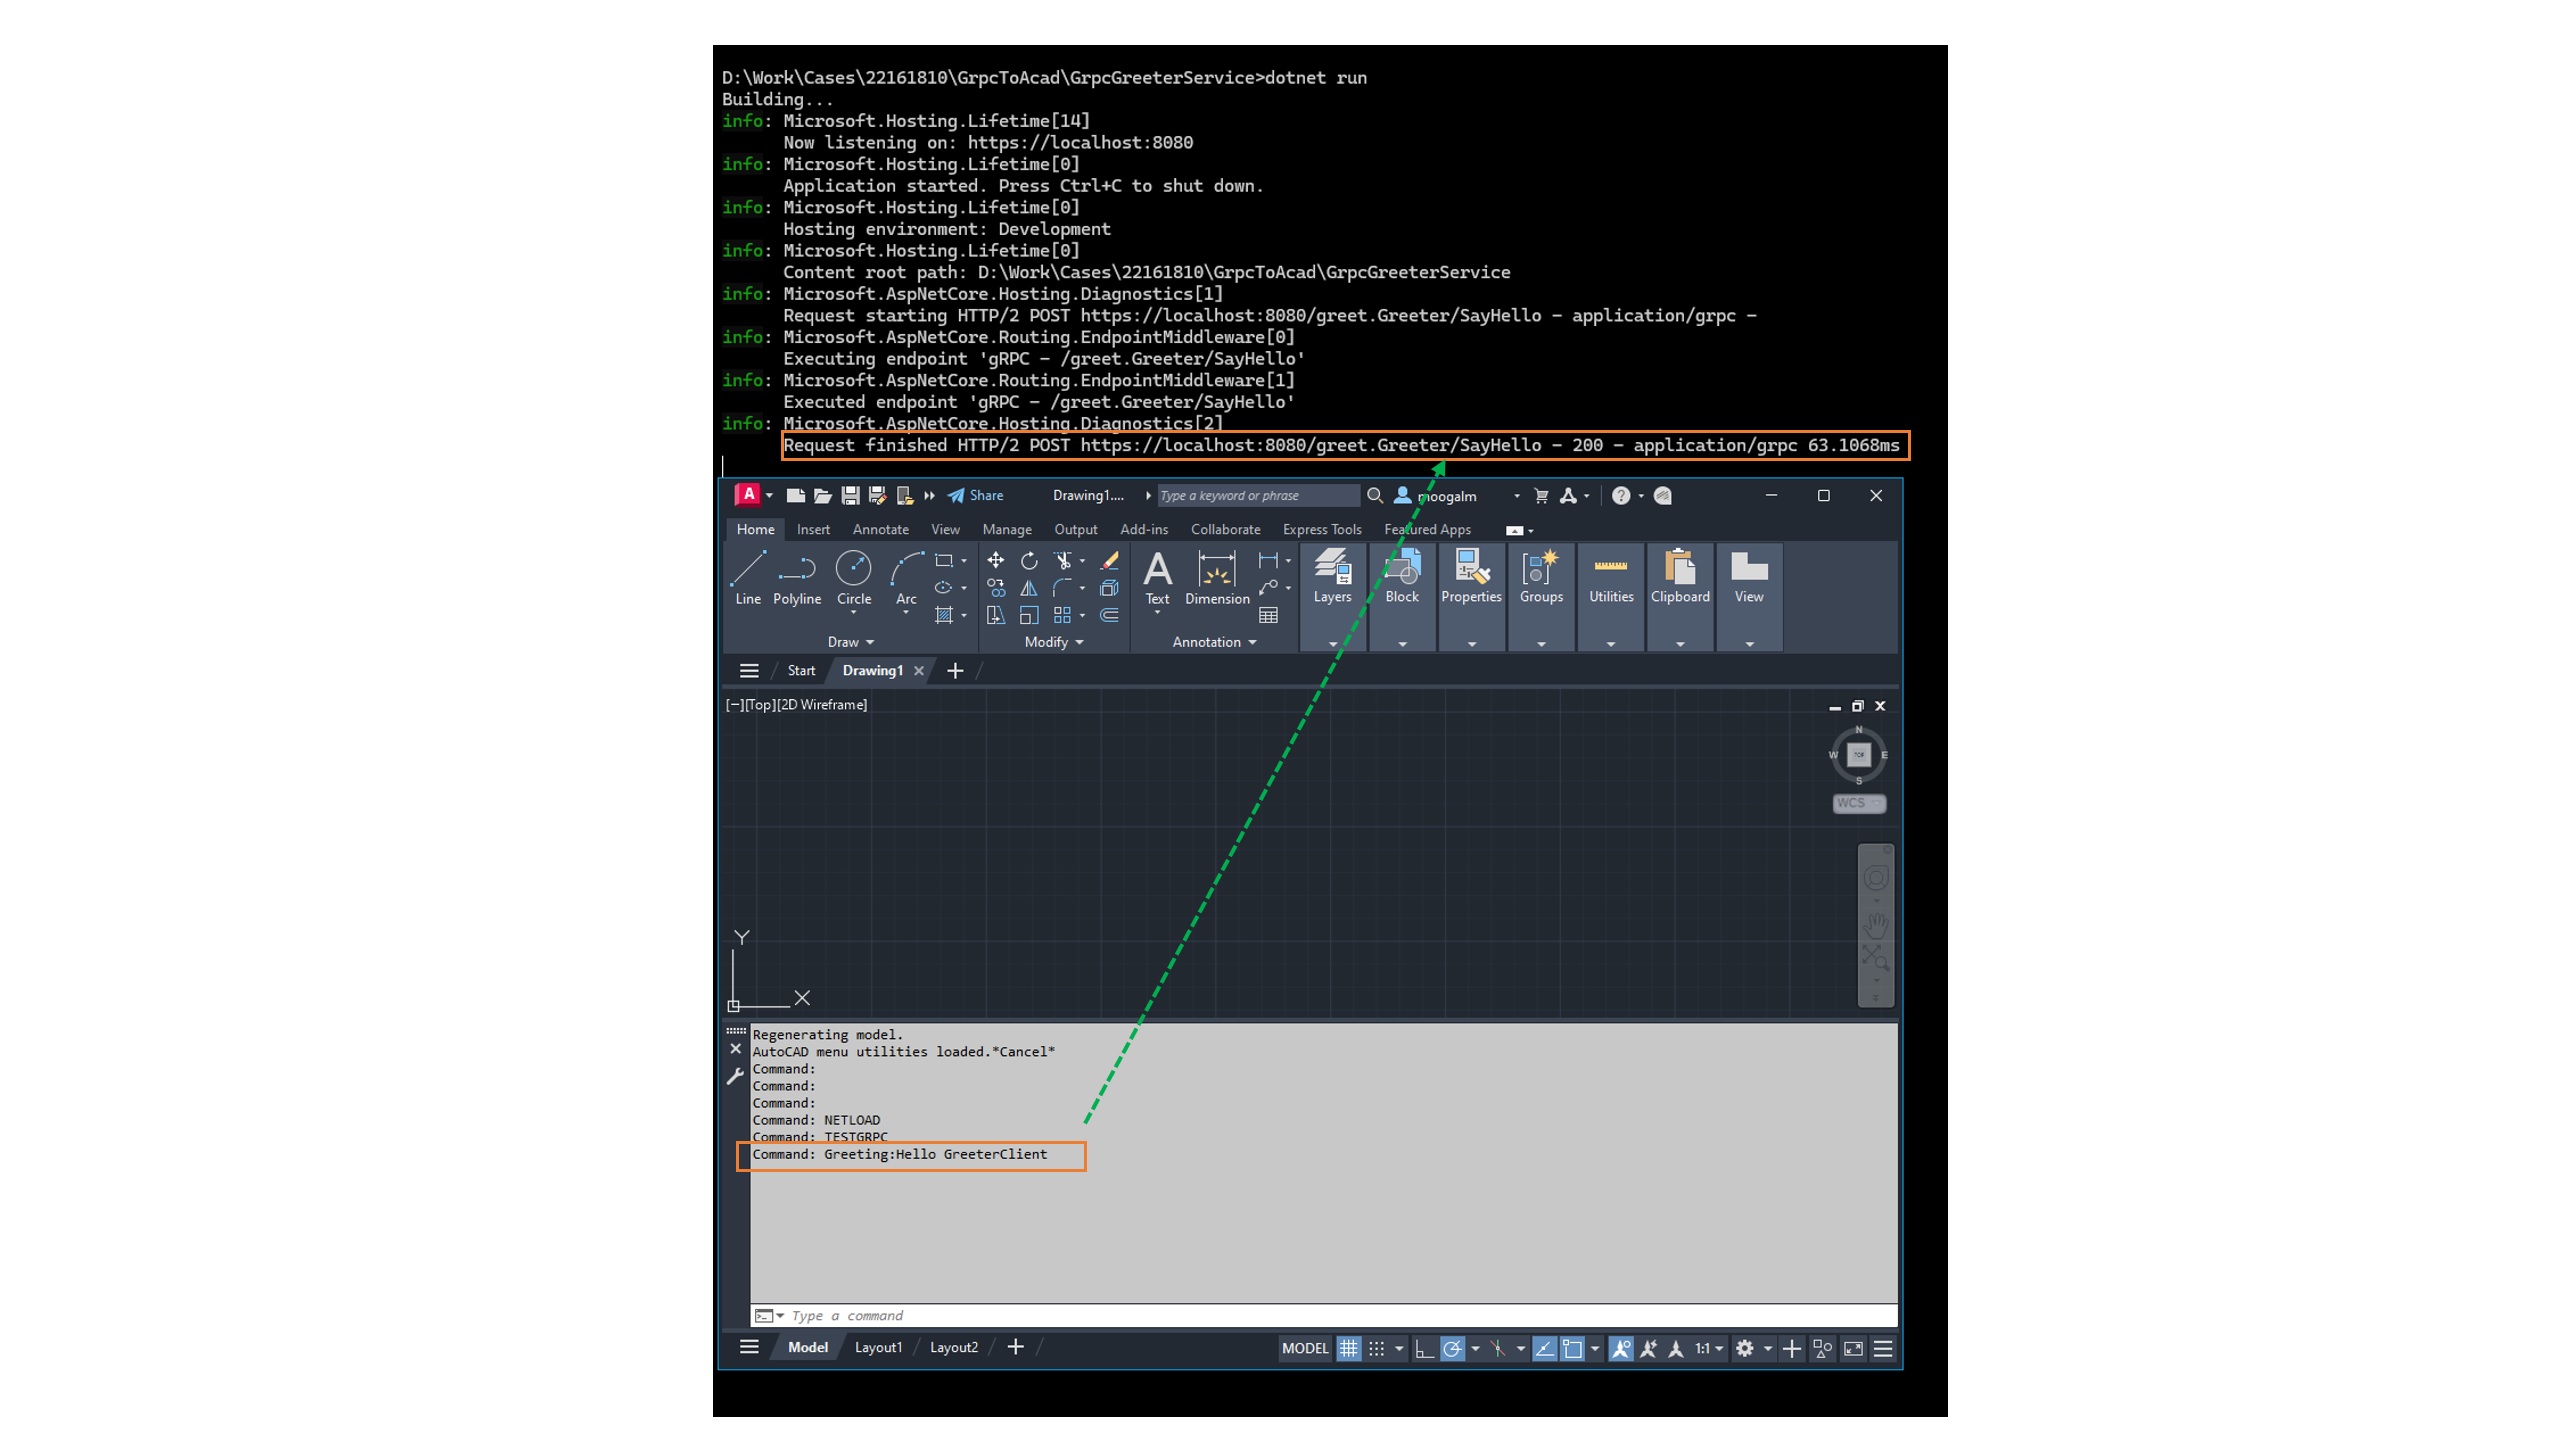 D:\Work\Cases\22161810\GrpcToAcad\GrpcGreeterService>dotnet run
Building...
info: Microsoft.Hosting.Lifetime[14]
Now listening on: https://localhost:8080
info: Microsoft.Hosting.Lifetime[0]
Application started. Press Ctrl+C to shut down.
info: Microsoft.Hosting.Lifetime[0]
Hosting environment: Development
info: Microsoft.Hosting.Lifetime[0]
Content root path: D:\Work\Cases\22161810\GrpcToAcad\GrpcGreeterService
info: Microsoft.AspNetCore.Hosting.Diagnostics[1]
Request starting HTTP/2 POST https://localhost:8080/greet.Greeter/SayHello - application/grpc -
info: Microsoft.AspNetCore.Routing.EndpointMiddleware[0]
Executing endpoint 'gRPC - /greet.Greeter/SayHello'
info: Microsoft.AspNetCore.Routing.EndpointMiddleware[1]
Executed endpoint 'gRPC - /greet.Greeter/SayHello'
info: Microsoft.AspNetCore.Hosting.Diagnostics[2]
Request finished HTTP/2 POST https://localhost:8080/greet.Greeter/SayHello - 200 - application/grpc 63.1068ms
A Share Drawing1.... Type a keyword or phrase moogalm
Home Insert Annotate View Manage Output Add-ins Collaborate Express Tools Featured Apps
Line Polyline Circle Arc Text Dimension Layers Block Properties Groups Utilities Clipboard View
Draw Modify Annotation
Start Drawing1
[−][Top][2D Wireframe]
N
W TOP E
S
WCS
Y
X
Regenerating model.
AutoCAD menu utilities loaded.*Cancel*
Command:
Command:
Command:
Command: NETLOAD
Command: TESTGRPC
Command: Greeting:Hello GreeterClient
Type a command
Model Layout1 Layout2 MODEL 1:1